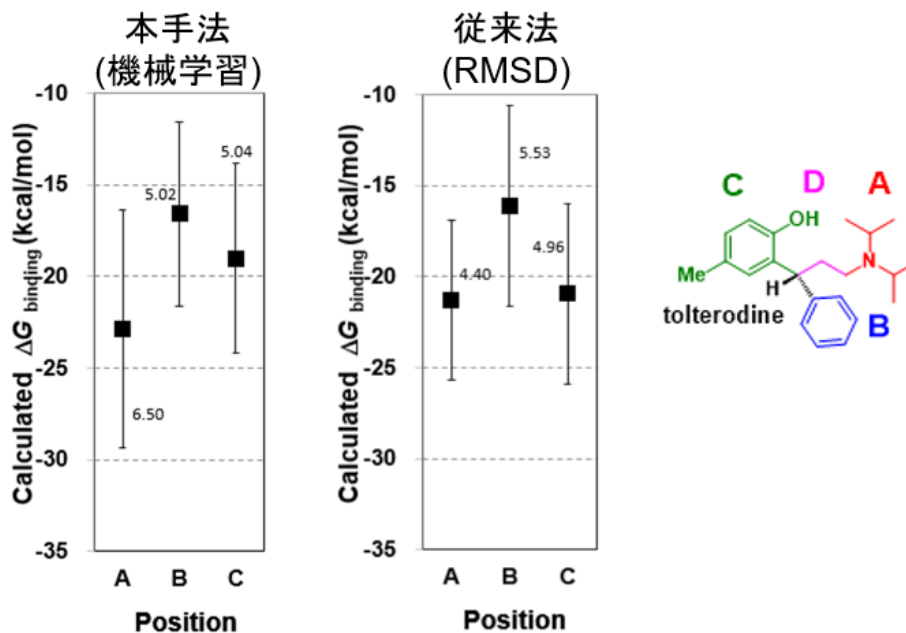 本手法
(機械学習)
Calculated ΔG binding (kcal/mol)
-10
-15
-20
-25
-30
-35
5.02
5.04
6.50
A B C
Position
従来法
(RMSD)
Calculated ΔG binding (kcal/mol)
-10
-15
-20
-25
-30
-35
5.53
4.40
4.96
A B C
Position
C D A
OH
N
Me
H
tolterodine
B